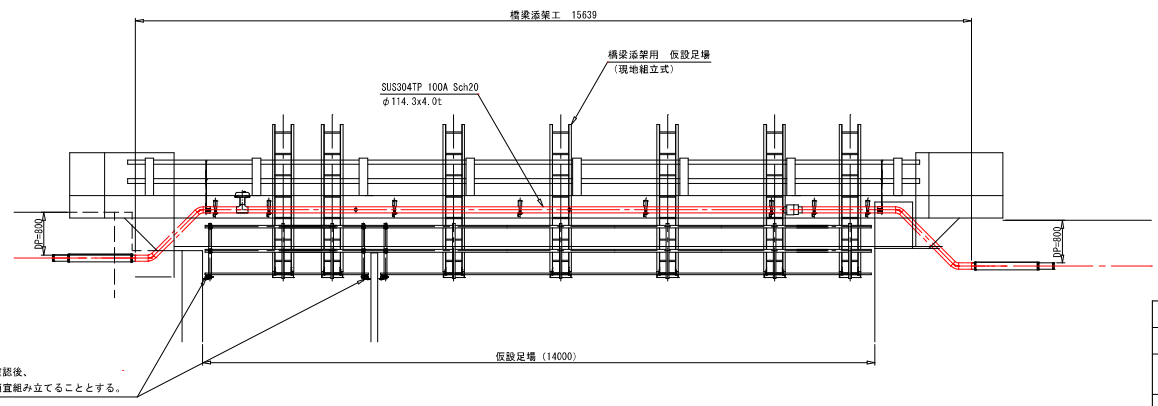 橋梁添架工 15639
橋梁添架用 仮設足場
(現地組立式)
SUS304TP 100A Sch20
φ114.3x4.0t
DP=800
DP=800
仮設足場 (14000)
認後、
宜組み立てることとする。